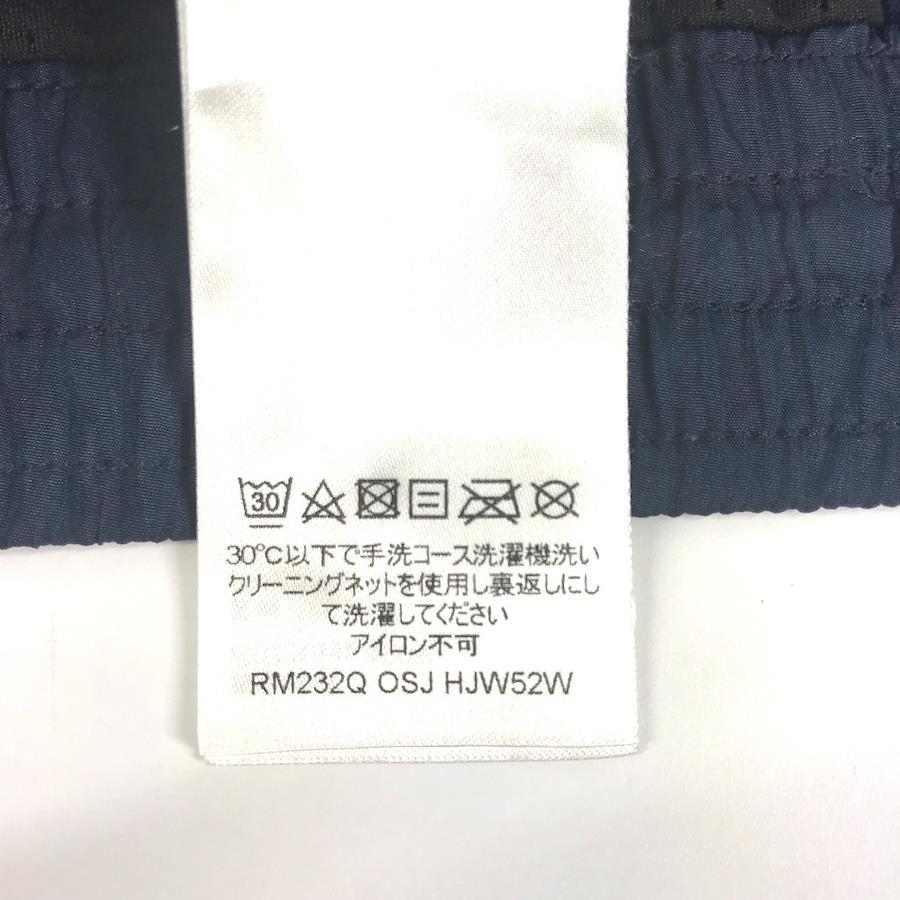 30
30°C以下で手洗コース洗濯機洗い
クリーニングネットを使用し裏返しにし
て洗濯してください
アイロン不可
RM232Q OSJ HJW52W